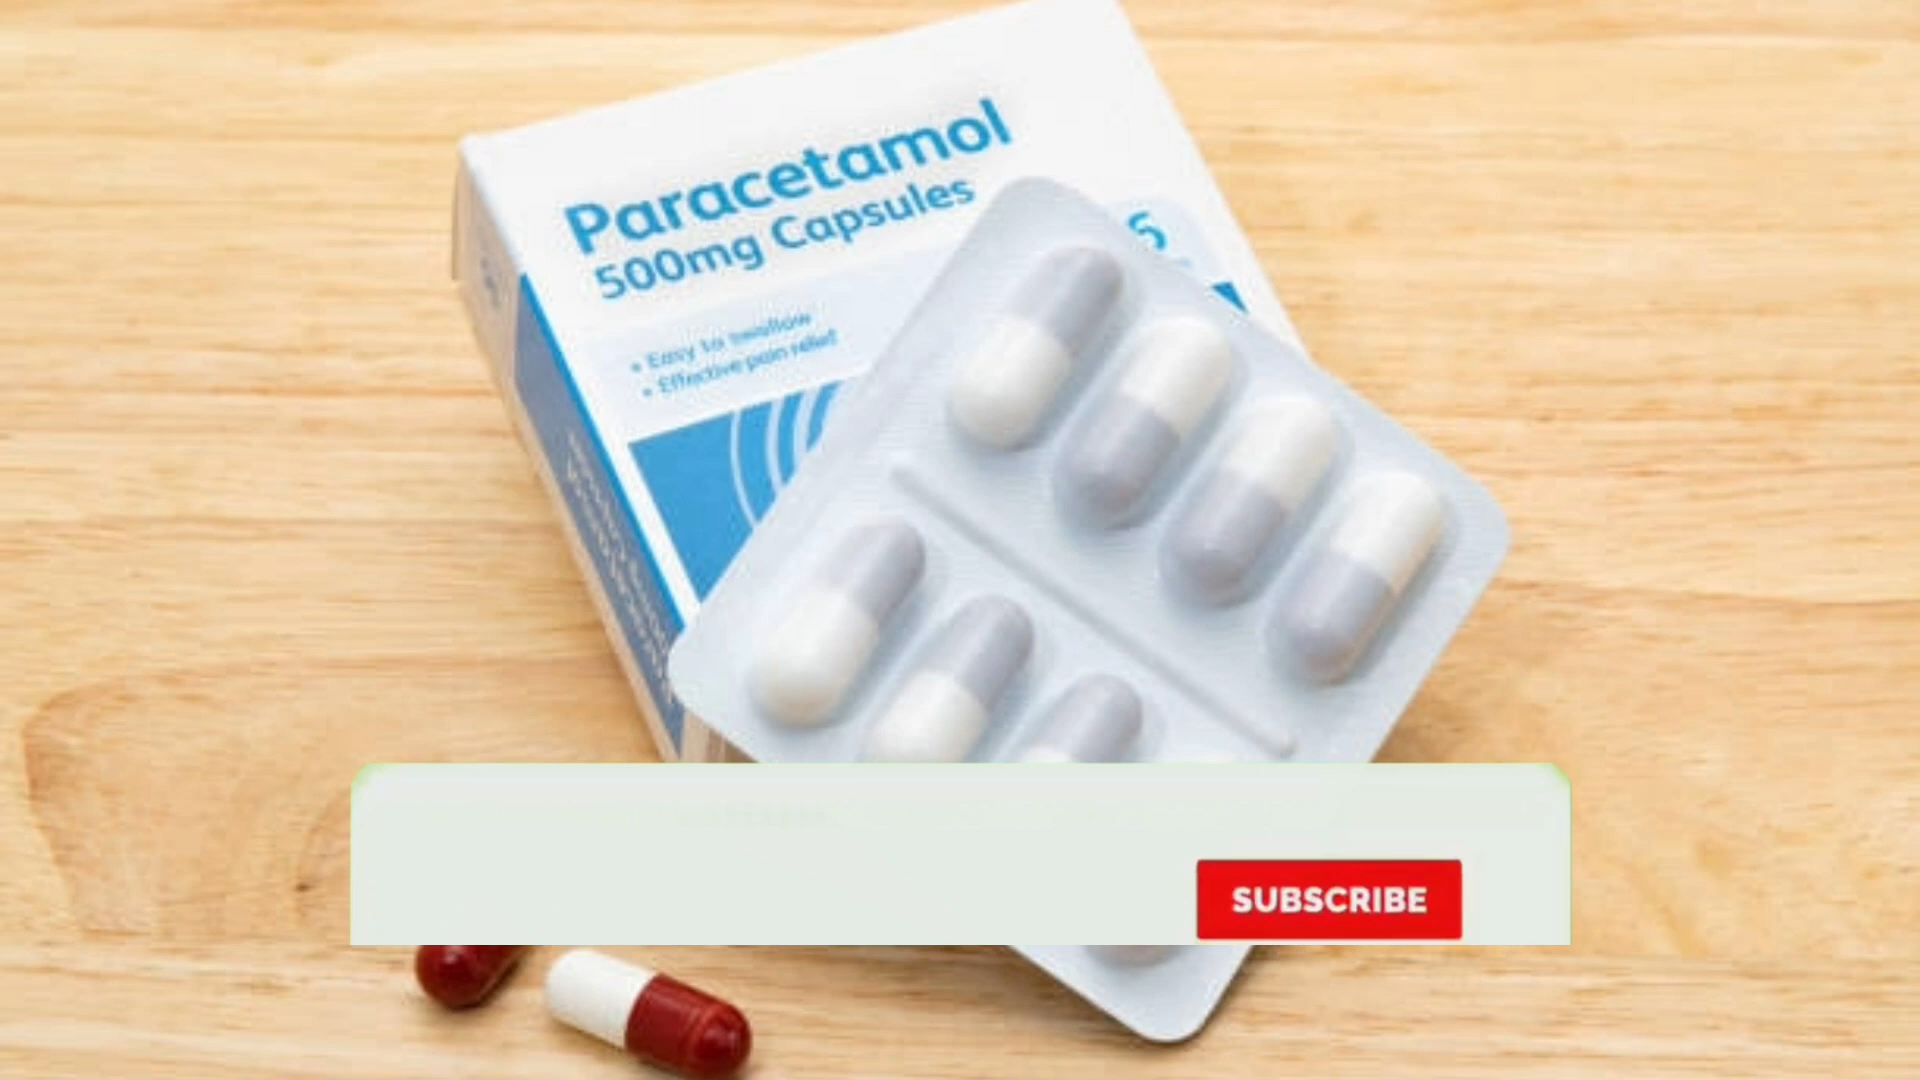 Paracetamol
500mg Capsules
• Easy to swallow
• Effective pain relief
SUBSCRIBE